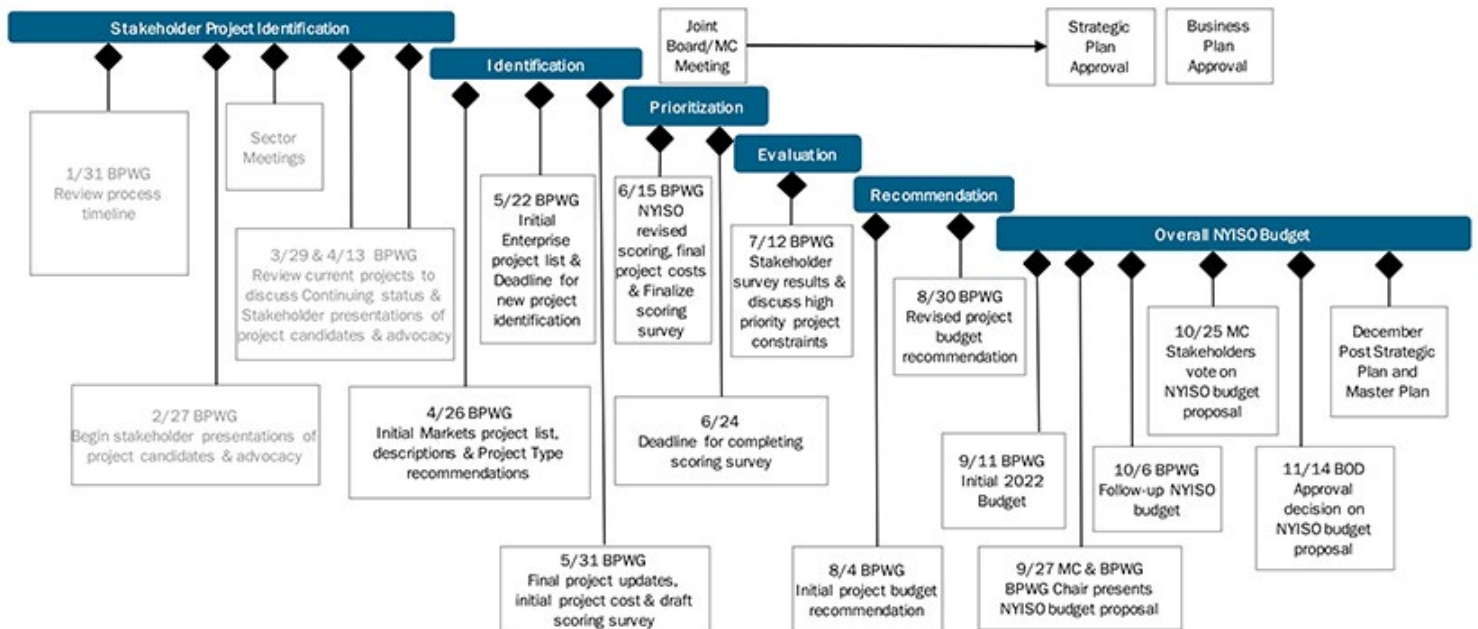 Stakeholder Project Identification
Joint
Board/MC
Meeting
Strategic
Plan
Approval
Business
Plan
Approval
Identification
Prioritization
Evaluation
Recommendation
Overall NYISO Budget
1/31 BPWG
Review process
timeline
Sector
Meetings
3/29 & 4/13 BPWG
Review current projects to
discuss Continuing status &
Stakeholder presentations of
project candidates & advocacy
2/27 BPWG
Begin stakeholder presentations of
project candidates & advocacy
5/22 BPWG
Initial
Enterprise
project list &
Deadline for
new project
identification
4/26 BPWG
Initial Markets project list,
descriptions & Project Type
recommendations
5/31 BPWG
Final project updates,
initial project cost & draft
scoring survey
6/15 BPWG
NYISO
revised
scoring, final
project costs
& Finalize
scoring survey
6/24
Deadline for completing
scoring survey
7/12 BPWG
Stakeholder
survey results &
discuss high
priority project
constraints
8/30 BPWG
Revised project
budget
recommendation
8/4 BPWG
Initial project budget
recommendation
9/11 BPWG
Initial 2022
Budget
9/27 MC & BPWG
BPWG Chair presents
NYISO budget proposal
10/6 BPWG
Follow-up NYISO
budget
10/25 MC
Stakeholders
vote on
NYISO budget
proposal
11/14 BOD
Approval
decision on
NYISO budget
proposal
December
Post Strategic
Plan and
Master Plan